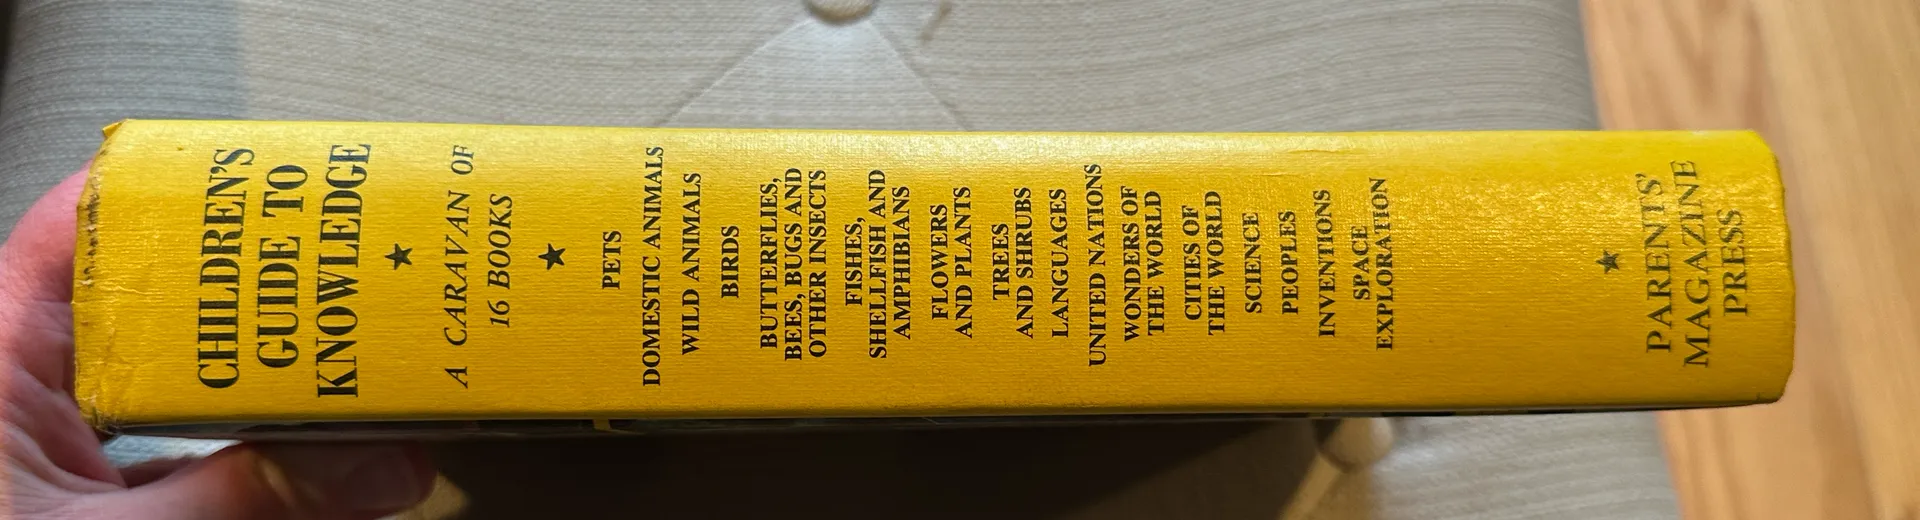 CHILDREN'S
GUIDE TO
KNOWLEDGE
A CARAVAN OF
16 BOOKS
PETS
DOMESTIC ANIMALS
WILD ANIMALS
BIRDS
BUTTERFLIES,
BEES, BUGS AND
OTHER INSECTS
FISHES,
SHELLFISH AND
AMPHIBIANS
FLOWERS
AND PLANTS
TREES
AND SHRUBS
LANGUAGES
UNITED NATIONS
WONDERS OF
THE WORLD
CITIES OF
THE WORLD
SCIENCE
PEOPLES
INVENTIONS
SPACE
EXPLORATION
PARENTS'
MAGAZINE
PRESS